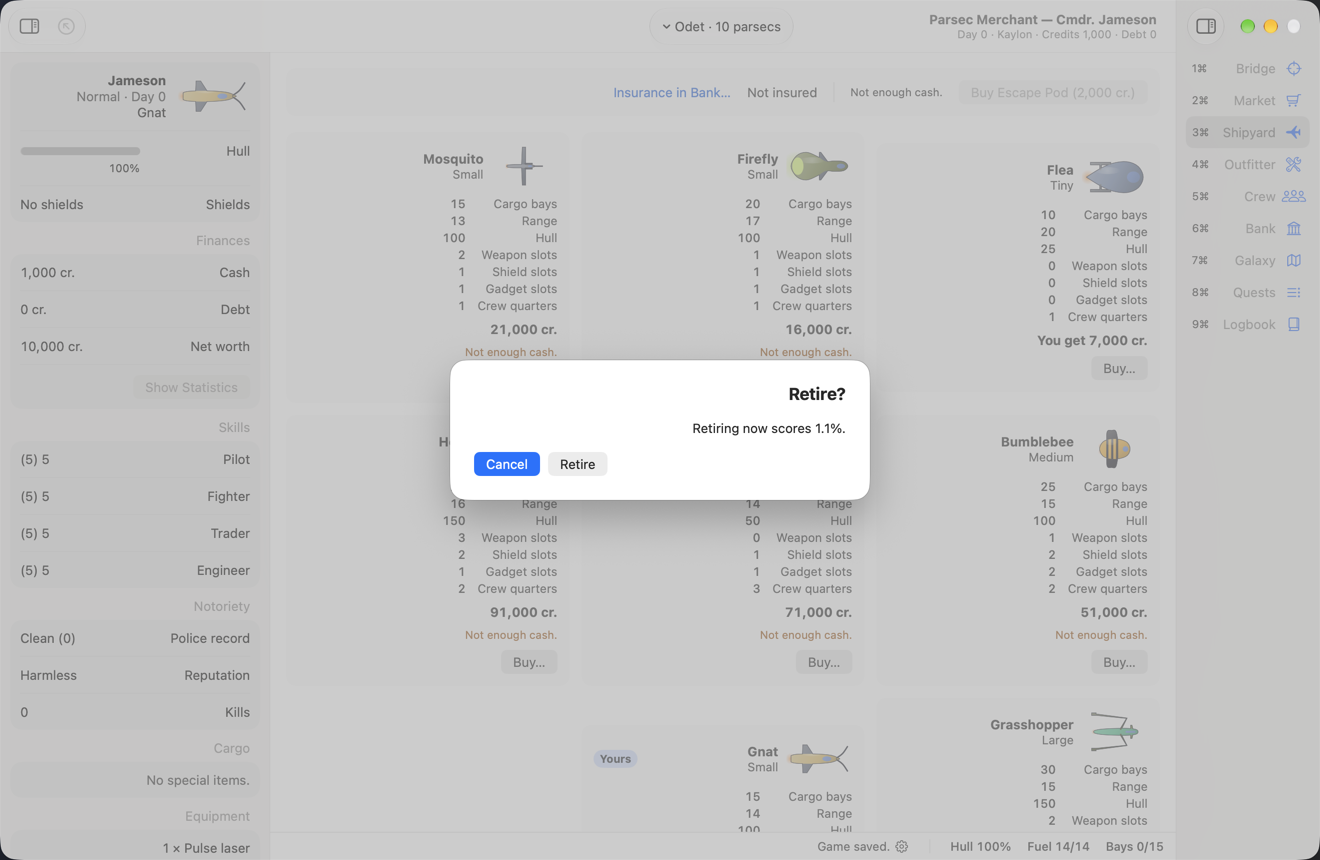 Odet · 10 parsecs
Parsec Merchant — Cmdr. Jameson
Day 0 · Kaylon · Credits 1,000 · Debt 0
1⌘ Bridge
2⌘ Market
3⌘ Shipyard
4⌘ Outfitter
5⌘ Crew
6⌘ Bank
7⌘ Galaxy
8⌘ Quests
9⌘ Logbook
Jameson
Normal · Day 0
Gnat
Hull
100%
No shields Shields
Finances
1,000 cr. Cash
0 cr. Debt
10,000 cr. Net worth
Show Statistics
Skills
(5) 5 Pilot
(5) 5 Fighter
(5) 5 Trader
(5) 5 Engineer
Notoriety
Clean (0) Police record
Harmless Reputation
0 Kills
Cargo
No special items.
Equipment
1 × Pulse laser
Insurance in Bank... Not insured Not enough cash. Buy Escape Pod (2,000 cr.)
Mosquito
Small
15 Cargo bays
13 Range
100 Hull
2 Weapon slots
1 Shield slots
1 Gadget slots
1 Crew quarters
21,000 cr.
Not enough cash.
Firefly
Small
20 Cargo bays
17 Range
100 Hull
1 Weapon slots
1 Shield slots
1 Gadget slots
1 Crew quarters
16,000 cr.
Not enough cash.
Flea
Tiny
10 Cargo bays
20 Range
25 Hull
0 Weapon slots
0 Shield slots
0 Gadget slots
1 Crew quarters
You get 7,000 cr.
Buy...
Retire?
Retiring now scores 1.1%.
Cancel Retire
16 Range
150 Hull
3 Weapon slots
2 Shield slots
1 Gadget slots
2 Crew quarters
91,000 cr.
Not enough cash.
Buy...
14 Range
50 Hull
0 Weapon slots
1 Shield slots
1 Gadget slots
3 Crew quarters
71,000 cr.
Not enough cash.
Buy...
Bumblebee
Medium
25 Cargo bays
15 Range
100 Hull
1 Weapon slots
2 Shield slots
2 Gadget slots
2 Crew quarters
51,000 cr.
Not enough cash.
Buy...
Yours
Gnat
Small
15 Cargo bays
14 Range
100 Hull
Grasshopper
Large
30 Cargo bays
15 Range
150 Hull
2 Weapon slots
Game saved. Hull 100% Fuel 14/14 Bays 0/15